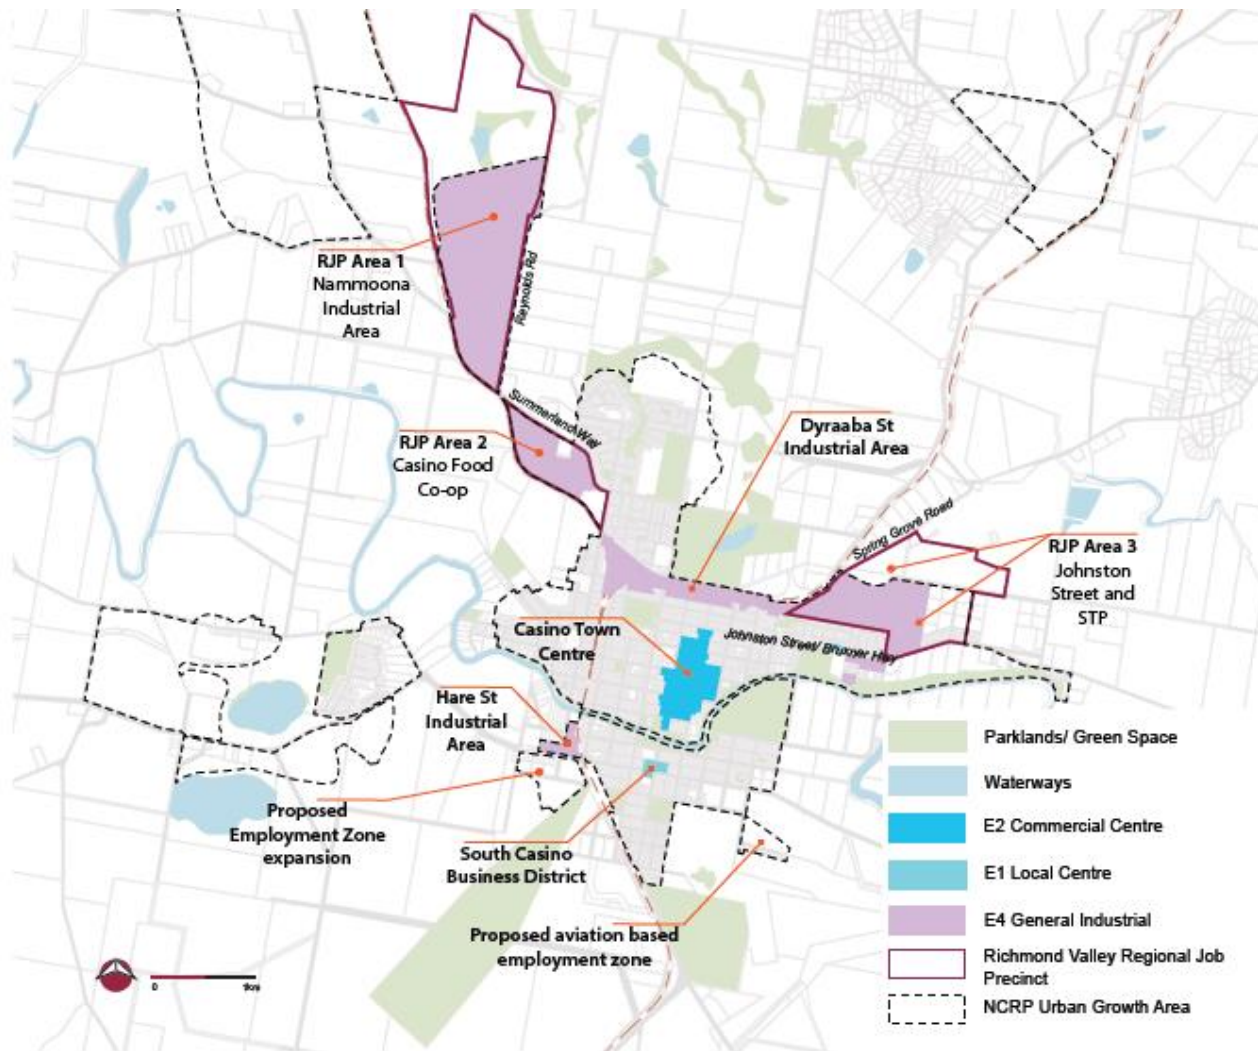 RJP Area 1
Nammoona
Industrial
Area
Reynolds Rd
Summerland Way
RJP Area 2
Casino Food
Co-op
Dyraaba St
Industrial Area
Spring Grove Road
RJP Area 3
Johnston
Street and
STP
Casino Town
Centre
Johnston Street/ Bruxner Hwy
Hare St
Industrial
Area
Proposed
Employment Zone
expansion
South Casino
Business District
Proposed aviation based
employment zone
Parklands/ Green Space
Waterways
E2 Commercial Centre
E1 Local Centre
E4 General Industrial
Richmond Valley Regional Job
Precinct
NCRP Urban Growth Area
0 1km